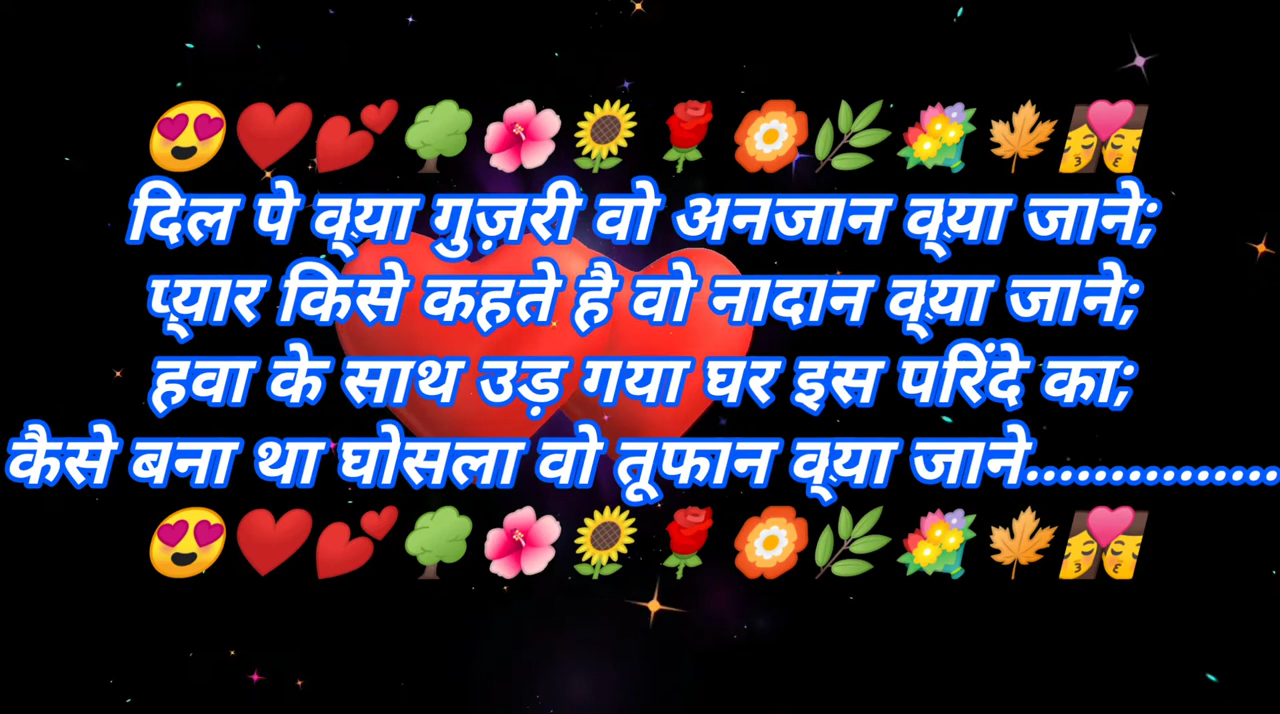 😍❤️💕🌳🌺🌻🌹🏵️🌿💐🍁👩‍❤️‍💋‍👩
दिल पे क्या गुज़री वो अनजान क्या जाने;
प्यार किसे कहते है वो नादान क्या जाने;
हवा के साथ उड़ गया घर इस परिंदे का;
कैसे बना था घोसला वो तूफान क्या जाने...............
😍❤️💕🌳🌺🌻🌹🏵️🌿💐🍁👩‍❤️‍💋‍👩